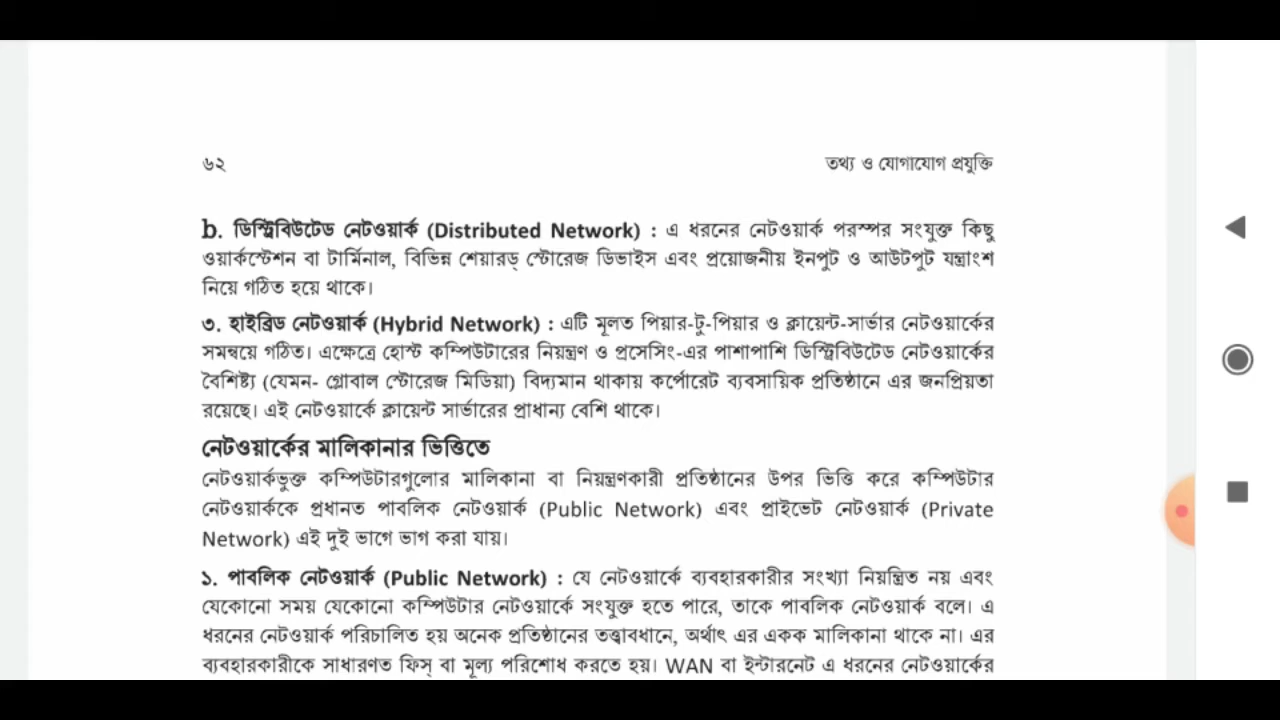 ৬২ তথ্য ও যোগাযোগ প্রযুক্তি
b. ডিস্ট্রিবিউটেড নেটওয়ার্ক (Distributed Network) : এ ধরনের নেটওয়ার্ক পরস্পর সংযুক্ত কিছু
ওয়ার্কস্টেশন বা টার্মিনাল, বিভিন্ন শেয়ারড্ স্টোরেজ ডিভাইস এবং প্রয়োজনীয় ইনপুট ও আউটপুট যন্ত্রাংশ
নিয়ে গঠিত হয়ে থাকে।
৩. হাইব্রিড নেটওয়ার্ক (Hybrid Network) : এটি মূলত পিয়ার-টু-পিয়ার ও ক্লায়েন্ট-সার্ভার নেটওয়ার্কের
সমন্বয়ে গঠিত। এক্ষেত্রে হোস্ট কম্পিউটারের নিয়ন্ত্রণ ও প্রসেসিং-এর পাশাপাশি ডিস্ট্রিবিউটেড নেটওয়ার্কের
বৈশিষ্ট্য (যেমন- গ্লোবাল স্টোরেজ মিডিয়া) বিদ্যমান থাকায় কর্পোরেট ব্যবসায়িক প্রতিষ্ঠানে এর জনপ্রিয়তা
রয়েছে। এই নেটওয়ার্কে ক্লায়েন্ট সার্ভারের প্রাধান্য বেশি থাকে।
নেটওয়ার্কের মালিকানার ভিত্তিতে
নেটওয়ার্কভুক্ত কম্পিউটারগুলোর মালিকানা বা নিয়ন্ত্রণকারী প্রতিষ্ঠানের উপর ভিত্তি করে কম্পিউটার
নেটওয়ার্ককে প্রধানত পাবলিক নেটওয়ার্ক (Public Network) এবং প্রাইভেট নেটওয়ার্ক (Private
Network) এই দুই ভাগে ভাগ করা যায়।
১. পাবলিক নেটওয়ার্ক (Public Network) : যে নেটওয়ার্কে ব্যবহারকারীর সংখ্যা নিয়ন্ত্রিত নয় এবং
যেকোনো সময় যেকোনো কম্পিউটার নেটওয়ার্কে সংযুক্ত হতে পারে, তাকে পাবলিক নেটওয়ার্ক বলে। এ
ধরনের নেটওয়ার্ক পরিচালিত হয় অনেক প্রতিষ্ঠানের তত্ত্বাবধানে, অর্থাৎ এর একক মালিকানা থাকে না। এর
ব্যবহারকারীকে সাধারণত ফিস্ বা মূল্য পরিশোধ করতে হয়। WAN বা ইন্টারনেট এ ধরনের নেটওয়ার্কের